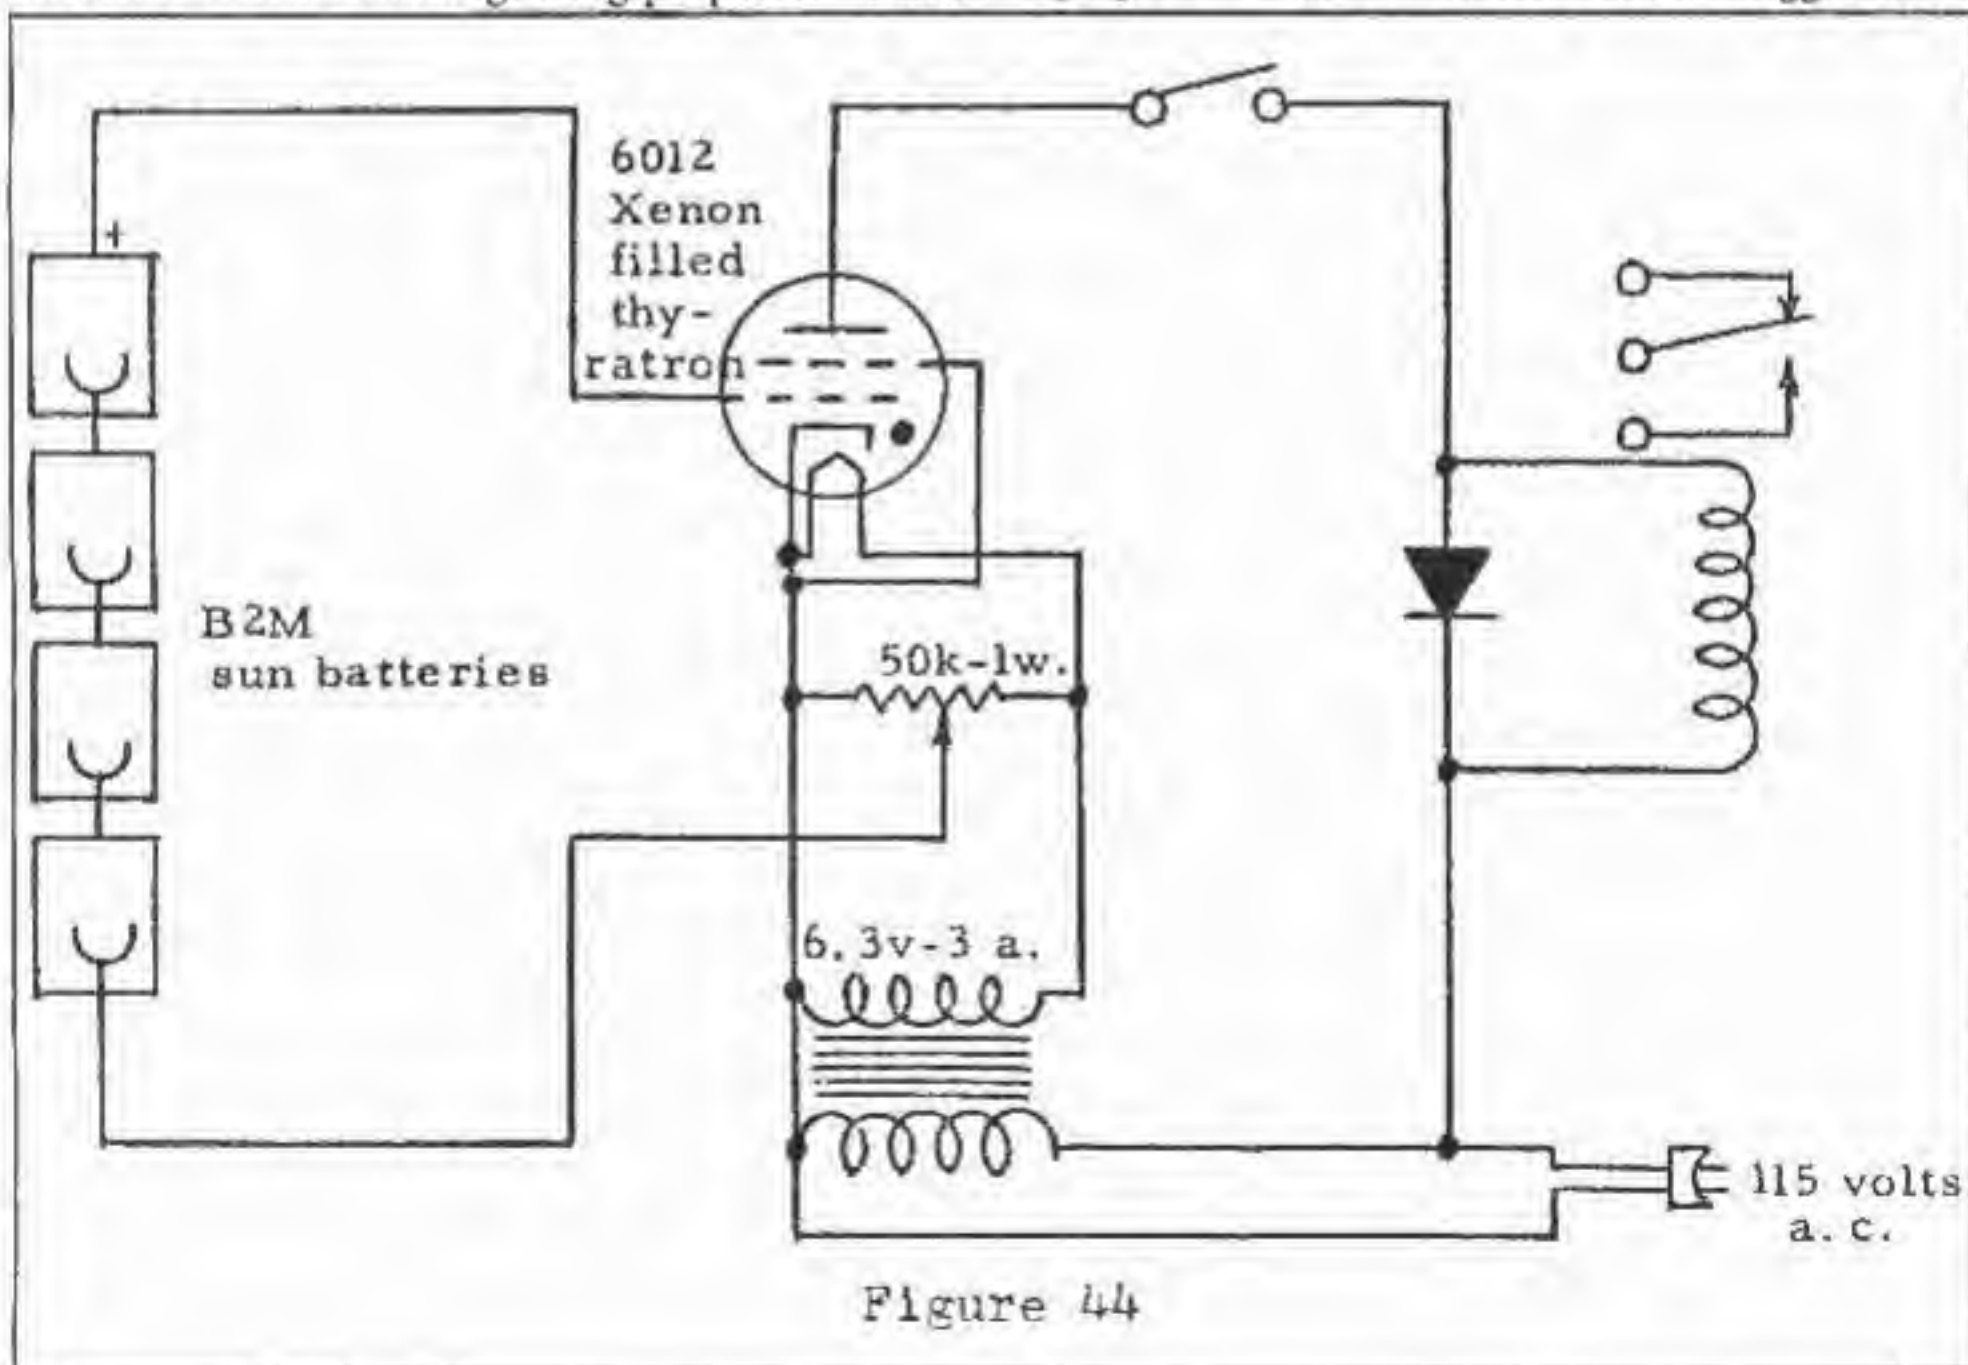 6012
Xenon
filled
thy-
ratron
+
B2M
sun batteries
50k-1w.
6.3v-3 a.
115 volts
a.c.
Figure 44